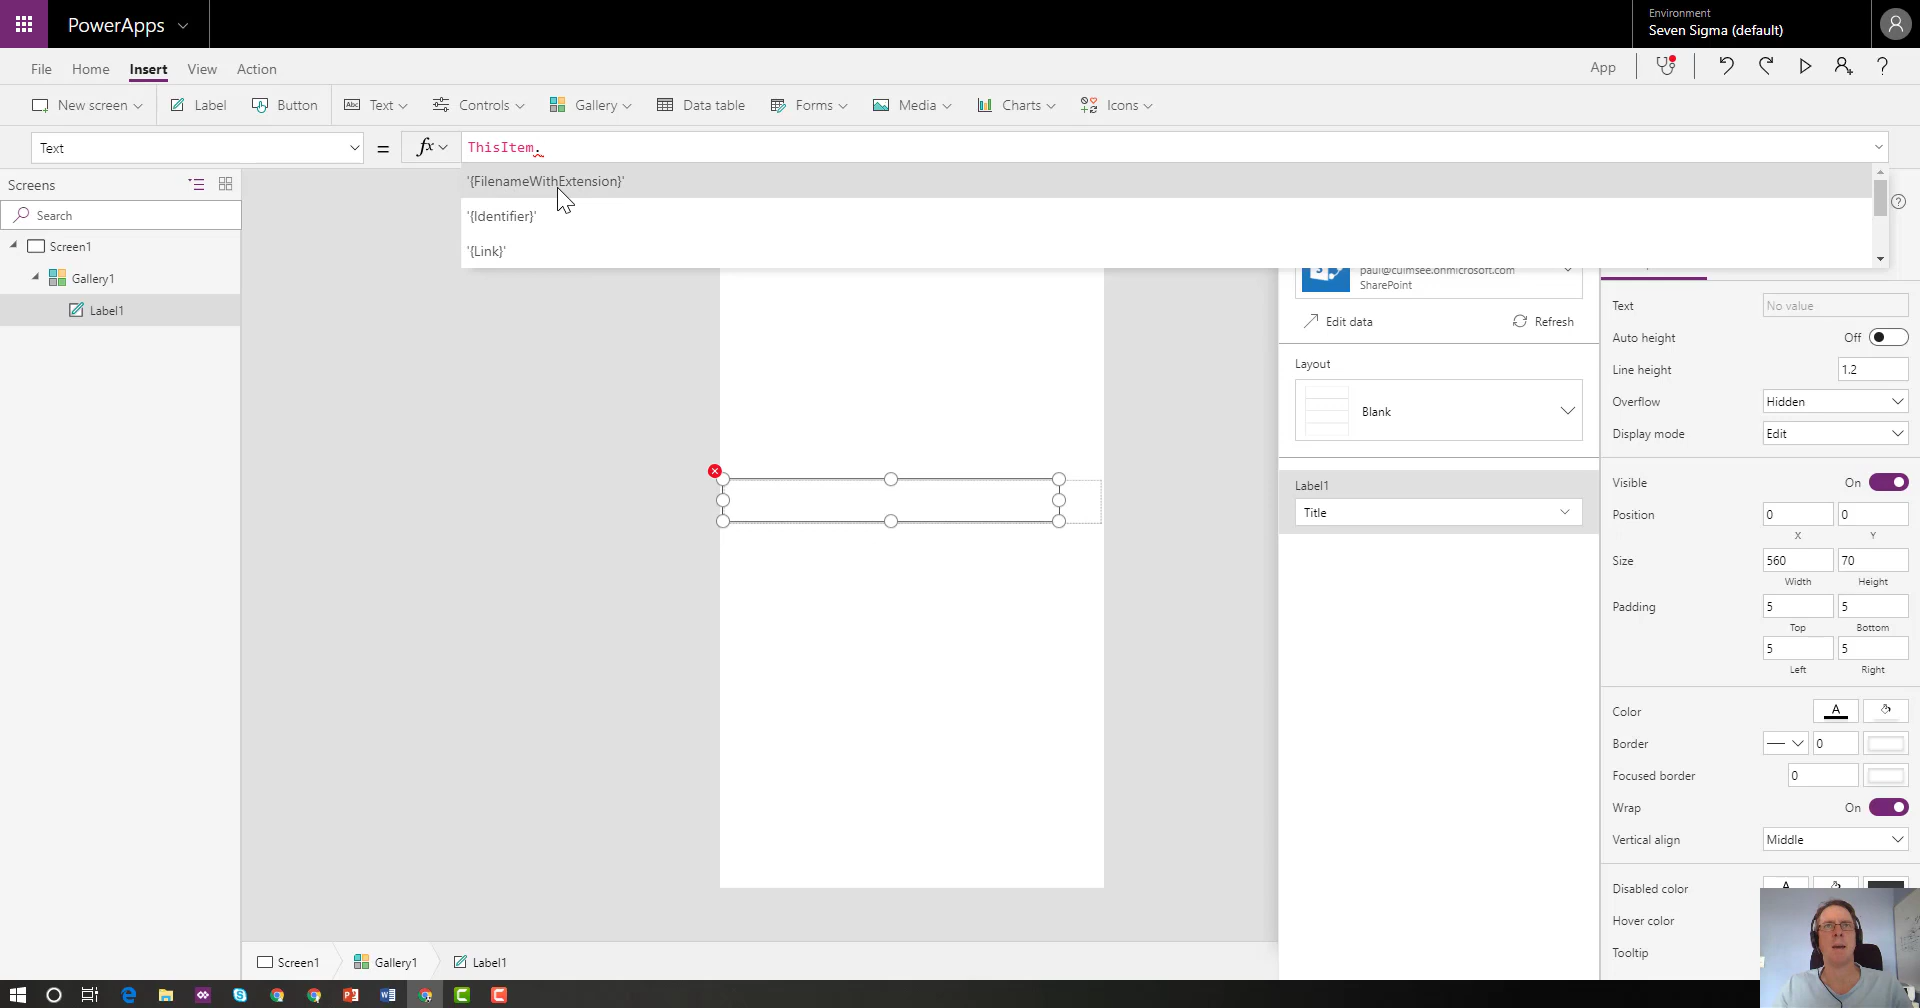 PowerApps
Environment
Seven Sigma (default)
File Home Insert View Action
App
New screen Label Button Text Controls Gallery Data table Forms Media Charts Icons
Text = fx ThisItem.
'{FilenameWithExtension}'
'{Identifier}'
'{Link}'
Screens
Search
Screen1
Gallery1
Label1
paul@culmsee.onmicrosoft.com
SharePoint
Edit data Refresh
Layout
Blank
Label1
Title
Text No value
Auto height Off
Line height 1.2
Overflow Hidden
Display mode Edit
Visible On
Position 0 0
X Y
Size 560 70
Width Height
Padding 5 5
Top Bottom
5 5
Left Right
Color
Border 0
Focused border 0
Wrap On
Vertical align Middle
Disabled color
Hover color
Tooltip
Screen1 Gallery1 Label1